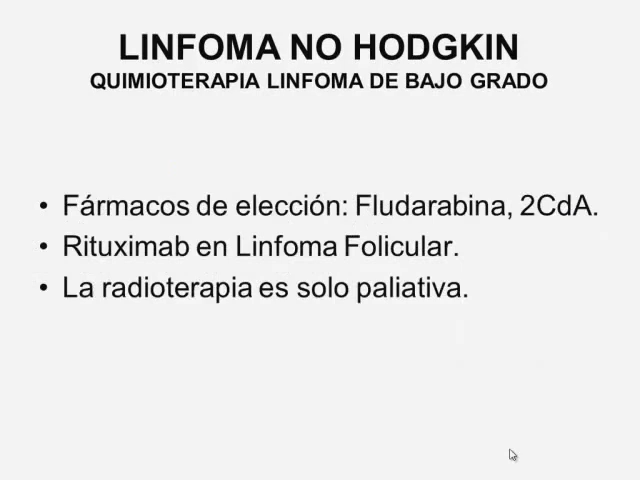 LINFOMA NO HODGKIN
QUIMIOTERAPIA LINFOMA DE BAJO GRADO
• Fármacos de elección: Fludarabina, 2CdA.
• Rituximab en Linfoma Folicular.
• La radioterapia es solo paliativa.